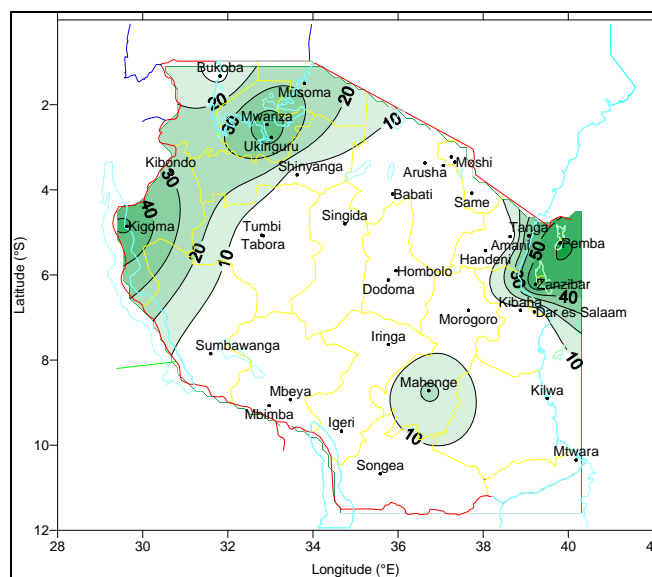 Bukoba
2
20
20
Musoma
30
Mwanza
10
Ukiriguru
Kibondo
Shinyanga
Moshi
Arusha
30
4
Babati
Same
40
Singida
Tanga
Kigoma
Tumbi
50
Pemba
Tabora
Amani
20
10
Handeni
Latitude (°S)
6
Hombolo
30
Dodoma
Zanzibar
40
Kibaha
Morogoro
Dar es Salaam
Iringa
10
Sumbawanga
8
Mahenge
Mbeya
Kilwa
Mbimba
Igeri
10
10
Mtwara
Songea
12
28 30 32 34 36 38 40 42
Longitude (°E)